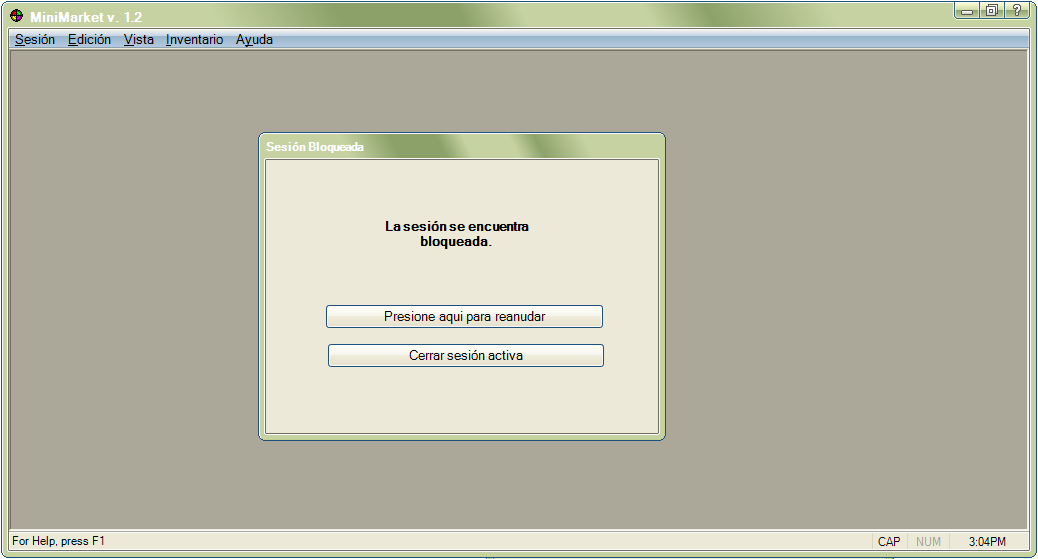 MiniMarket v. 1.2
Sesión Edición Vista Inventario Ayuda
Sesión Bloqueada
La sesión se encuentra
bloqueada.
Presione aqui para reanudar
Cerrar sesión activa
For Help, press F1 CAP NUM 3:04PM